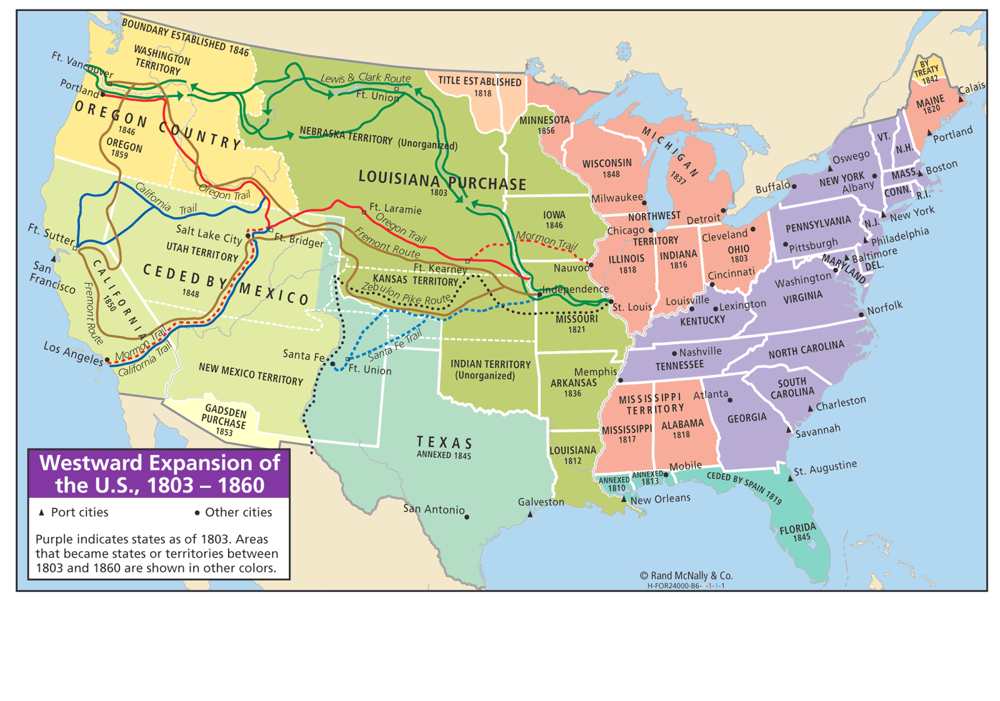 BOUNDARY ESTABLISHED 1846
WASHINGTON
TERRITORY
Ft. Vancouver
Portland
OREGON COUNTRY
1846
OREGON
1859
Lewis & Clark Route
Ft. Union
TITLE ESTABLISHED
1818
MINNESOTA
1856
NEBRASKA TERRITORY (Unorganized)
LOUISIANA PURCHASE
1803
BY
TREATY
1842
Calais
MAINE
1820
Portland
VT.
N.H.
MASS.
Boston
CONN.
R.I.
Oswego
NEW YORK
Albany
Buffalo
New York
N.J.
PENNSYLVANIA
Pittsburgh
Philadelphia
Baltimore
DEL.
MARYLAND
Washington
VIRGINIA
Norfolk
MICHIGAN
1837
WISCONSIN
1848
Milwaukee
NORTHWEST
TERRITORY
Detroit
Chicago
Cleveland
OHIO
1803
INDIANA
1816
ILLINOIS
1818
Cincinnati
Louisville
Lexington
KENTUCKY
IOWA
1846
Mormon Trail
Nauvoo
California Trail
Oregon Trail
Ft. Laramie
Oregon Trail
Fremont Route
Ft. Kearney
Salt Lake City
Ft. Bridger
UTAH TERRITORY
Ft. Sutter
San
Francisco
CEDED BY MEXICO
1848
CALIFORNIA
1850
Fremont Route
KANSAS TERRITORY
Zebulon Pike Route
Independence
St. Louis
MISSOURI
1821
Santa Fe Trail
Los Angeles
Mormon Trail
California Trail
Santa Fe
Ft. Union
NEW MEXICO TERRITORY
INDIAN TERRITORY
(Unorganized)
Nashville
TENNESSEE
NORTH CAROLINA
Memphis
ARKANSAS
1836
MISSISSIPPI
TERRITORY
Atlanta
SOUTH
CAROLINA
Charleston
GEORGIA
Savannah
ALABAMA
1818
MISSISSIPPI
1817
GADSDEN
PURCHASE
1853
TEXAS
ANNEXED 1845
LOUISIANA
1812
ANNEXED
1810
ANNEXED
1813
Mobile
CEDED BY SPAIN 1819
St. Augustine
New Orleans
FLORIDA
1845
Galveston
San Antonio
Westward Expansion of
the U.S., 1803 – 1860
Port cities
Other cities
Purple indicates states as of 1803. Areas
that became states or territories between
1803 and 1860 are shown in other colors.
© Rand McNally & Co.
H-FOR24000-B6-1-1-1-1